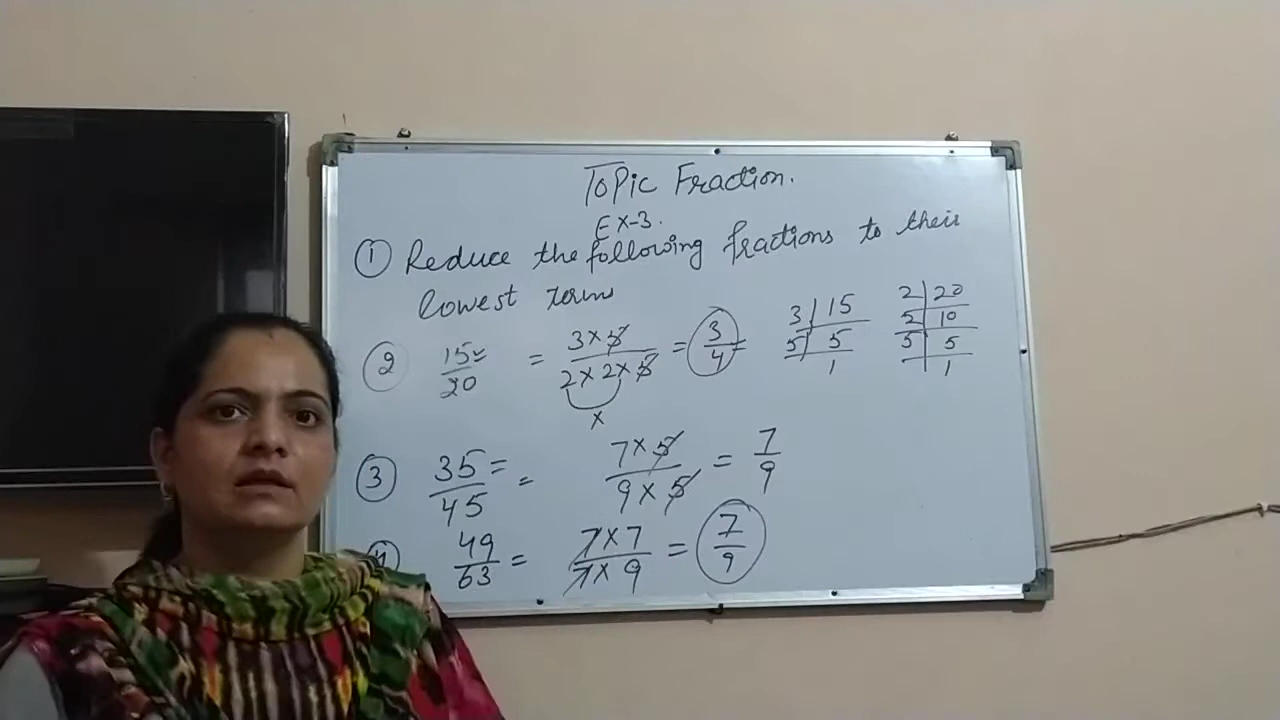 Topic Fraction.
EX-3.
① Reduce the following fractions to their
lowest terms
② 15/20 = 3×5/2×2×5 = 3/4
×
3 | 15
5 | 5
1
2 | 20
2 | 10
5 | 5
1
③ 35/45 = = 7×5/9×5 = 7/9
④ 49/63 = 7×7/7×9 = 7/9